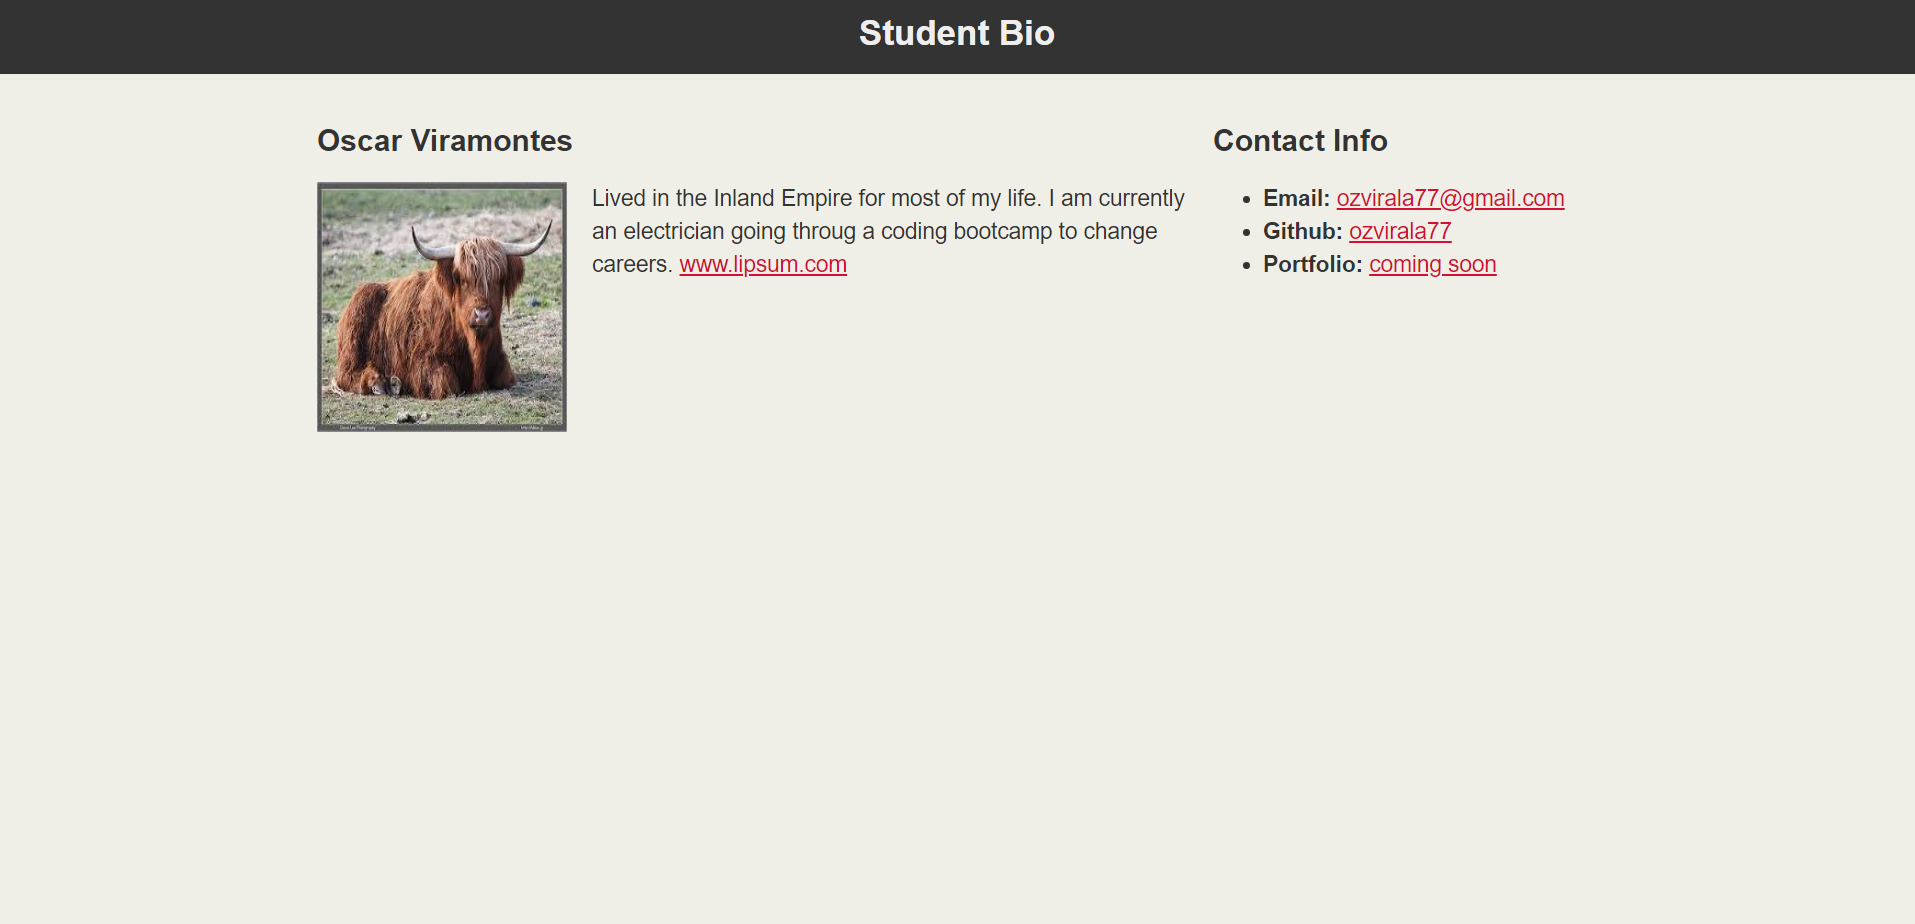 Student Bio
Oscar Viramontes
Lived in the Inland Empire for most of my life. I am currently
an electrician going throug a coding bootcamp to change
careers. www.lipsum.com
Contact Info
Email: ozvirala77@gmail.com
Github: ozvirala77
Portfolio: coming soon